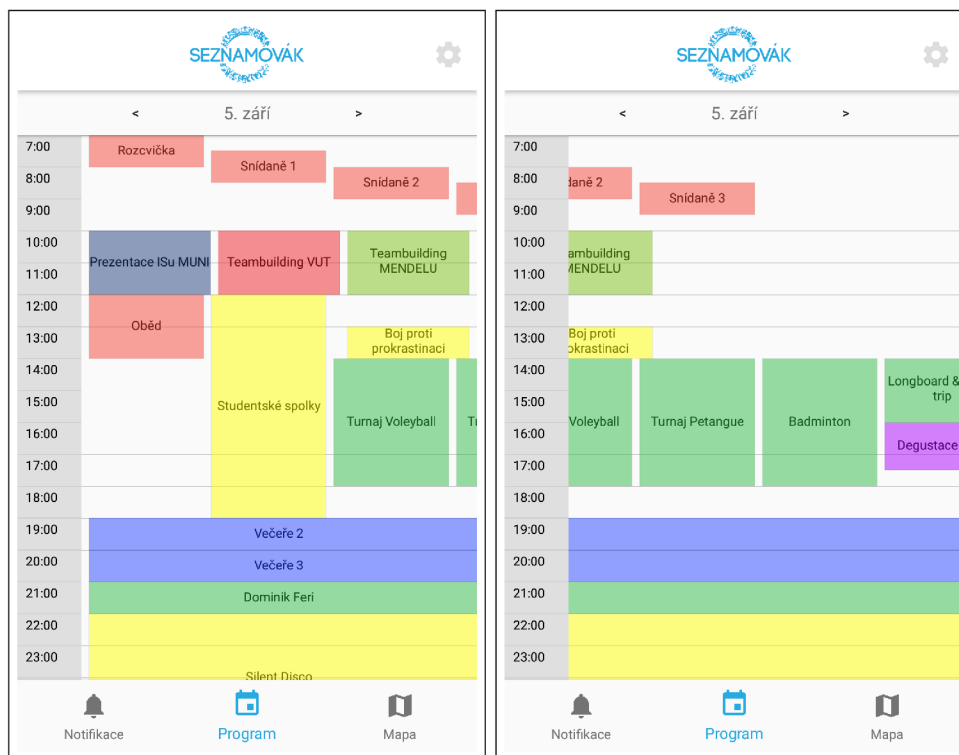 SEZNAMOVÁK
< 5. září >
7:00
Rozcvička
Snídaně 1
8:00
Snídaně 2
9:00
10:00
Prezentace ISu MUNI
Teambuilding VUT
Teambuilding
MENDELU
11:00
12:00
Oběd
13:00
Boj proti
prokrastinaci
14:00
15:00
Studentské spolky
16:00
Turnaj Voleyball
Tu
17:00
18:00
19:00
Večeře 2
20:00
Večeře 3
21:00
Dominik Feri
22:00
23:00
Silent Disco
Notifikace
Program
Mapa
SEZNAMOVÁK
< 5. září >
7:00
8:00
daně 2
9:00
Snídaně 3
10:00
ambuilding
MENDELU
11:00
12:00
13:00
Boj proti
okrastinaci
14:00
Longboard &
trip
15:00
16:00
Voleyball
Turnaj Petangue
Badminton
Degustace
17:00
18:00
19:00
20:00
21:00
22:00
23:00
Notifikace
Program
Mapa